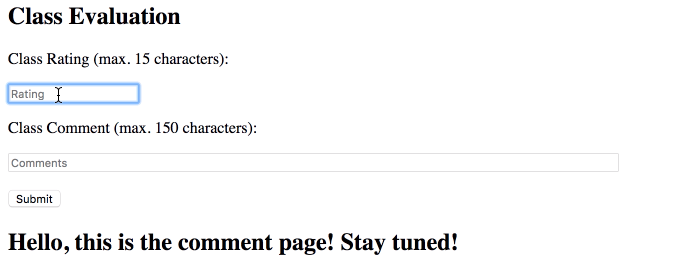 Class Evaluation
Class Rating (max. 15 characters):
Rating
Class Comment (max. 150 characters):
Comments
Submit
Hello, this is the comment page! Stay tuned!